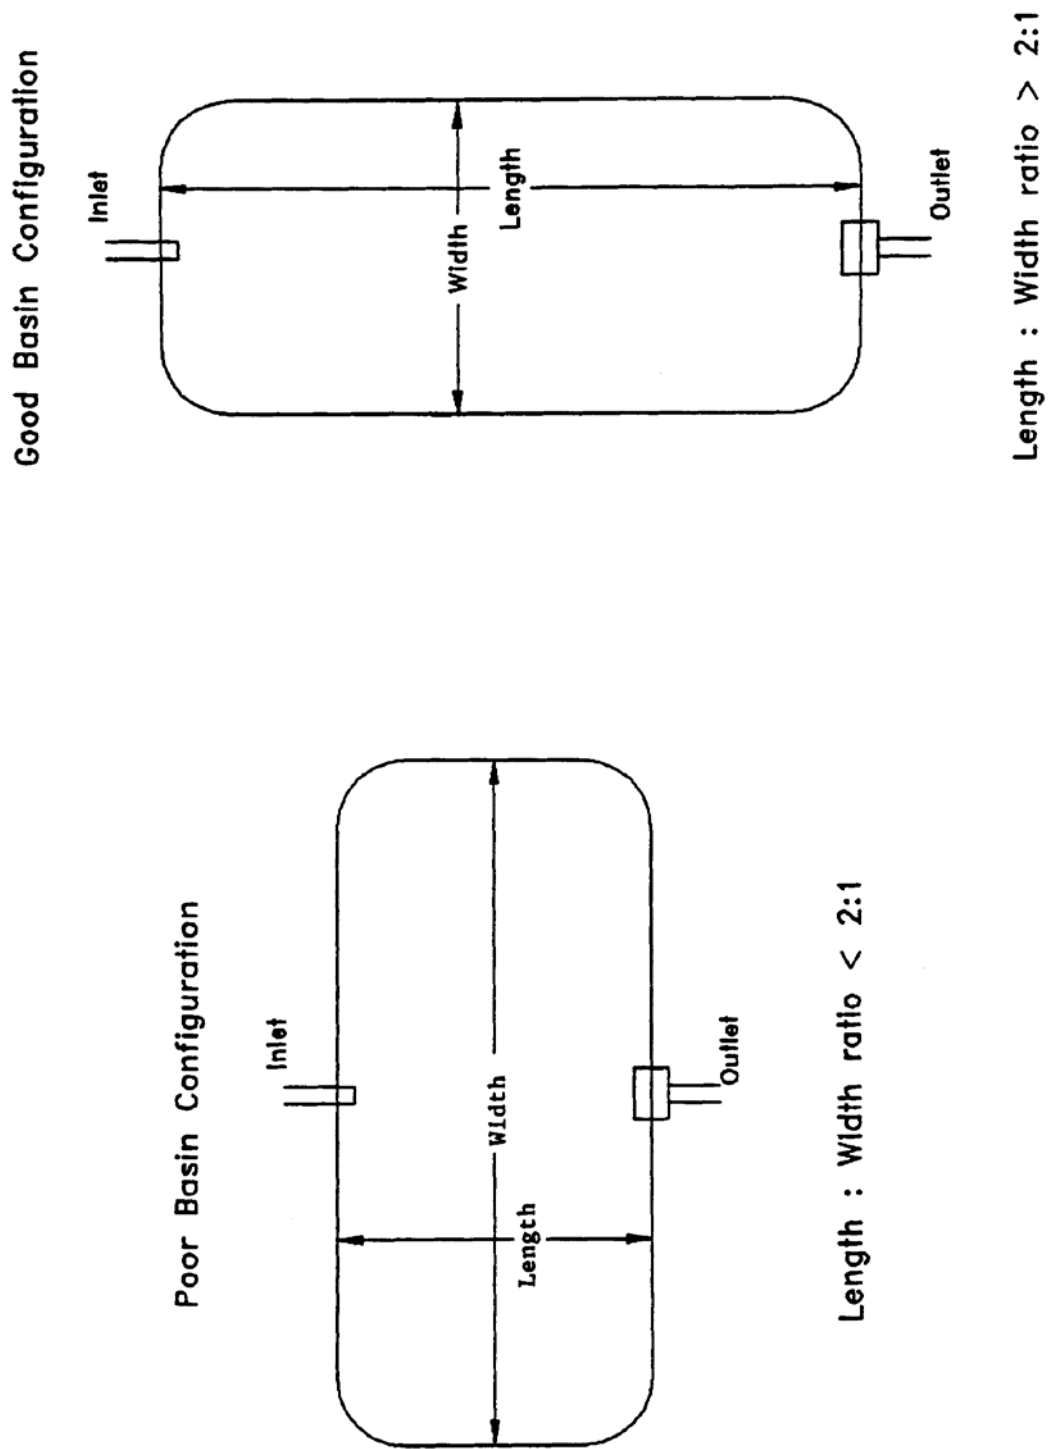 Good Basin Configuration
Inlet
Width
Length
Outlet
Length : Width ratio > 2:1
Poor Basin Configuration
Inlet
Width
Length
Outlet
Length : Width ratio < 2:1